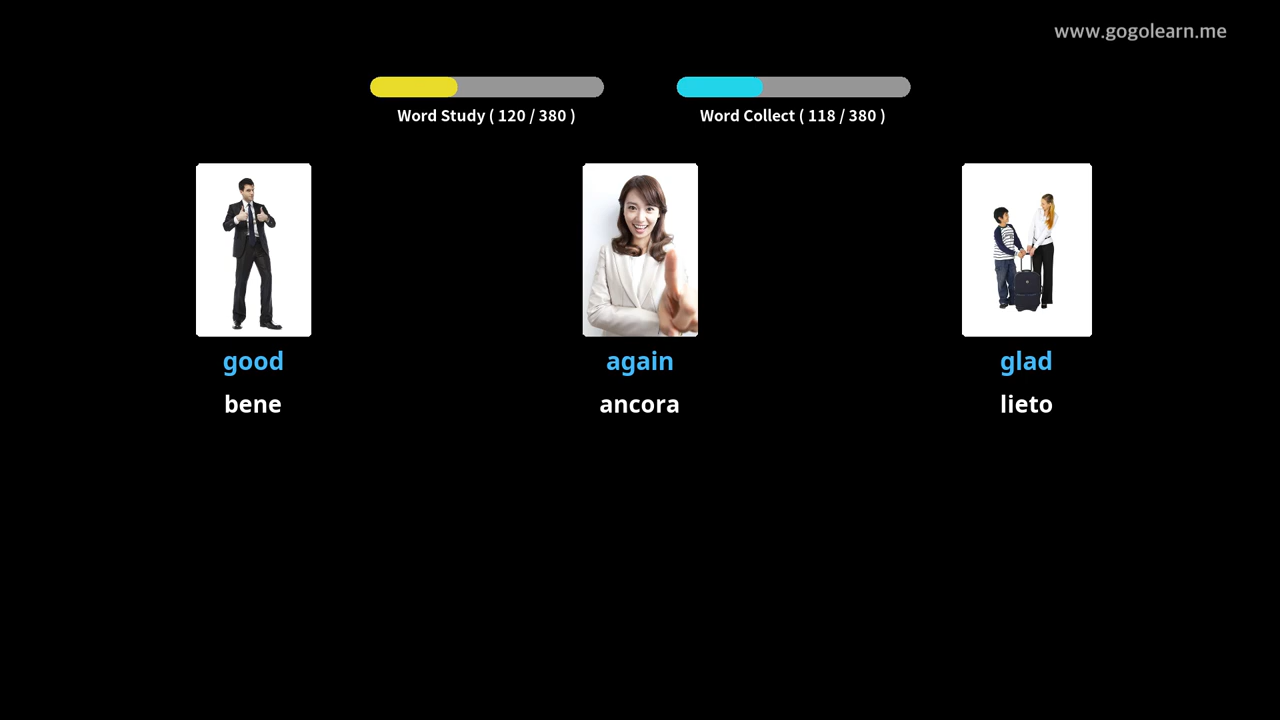 www.gogolearn.me
Word Study ( 120 / 380 )
Word Collect ( 118 / 380 )
good
again
glad
bene
ancora
lieto